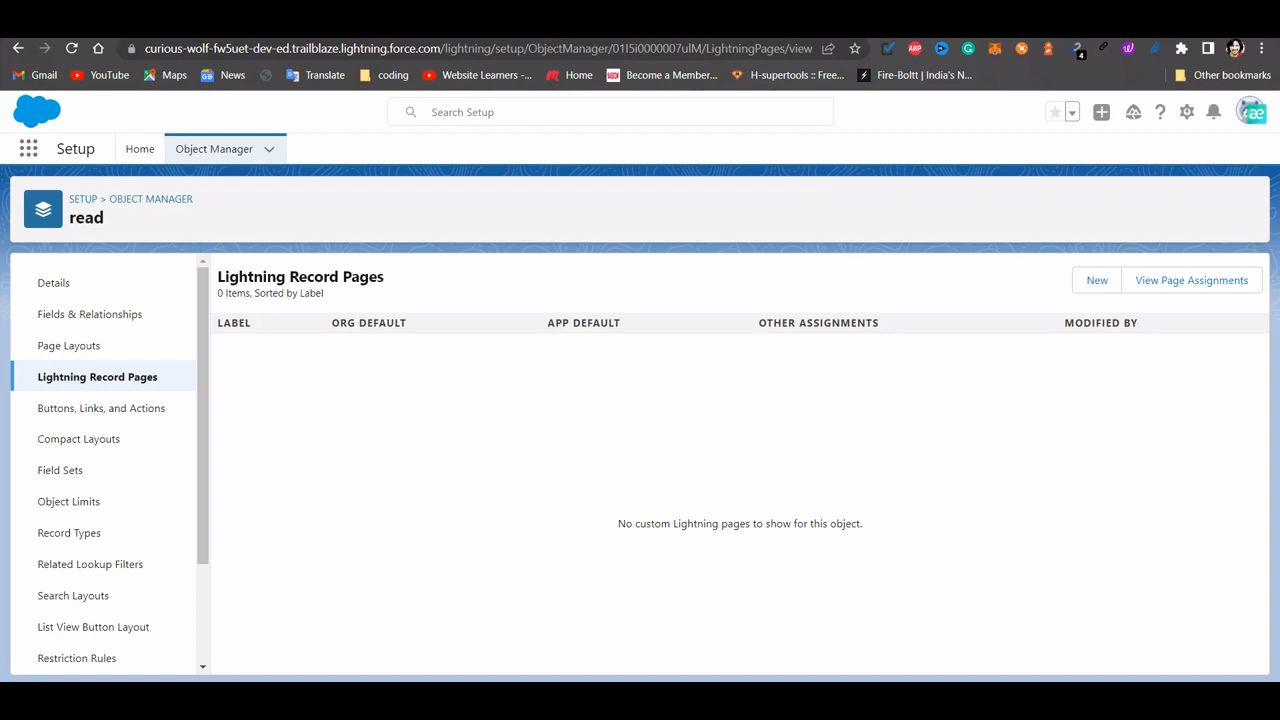 curious-wolf-fw5uet-dev-ed.trailblaze.lightning.force.com/lightning/setup/ObjectManager/01I5i0000007ulM/LightningPages/view
4
Gmail YouTube Maps News Translate coding Website Learners -... Home Become a Member... H-supertools :: Free... Fire-Boltt | India's N... Other bookmarks
Search Setup
Setup Home Object Manager
SETUP > OBJECT MANAGER
read
Details
Fields & Relationships
Page Layouts
Lightning Record Pages
Buttons, Links, and Actions
Compact Layouts
Field Sets
Object Limits
Record Types
Related Lookup Filters
Search Layouts
List View Button Layout
Restriction Rules
Lightning Record Pages
0 Items, Sorted by Label
New View Page Assignments
LABEL ORG DEFAULT APP DEFAULT OTHER ASSIGNMENTS MODIFIED BY
No custom Lightning pages to show for this object.